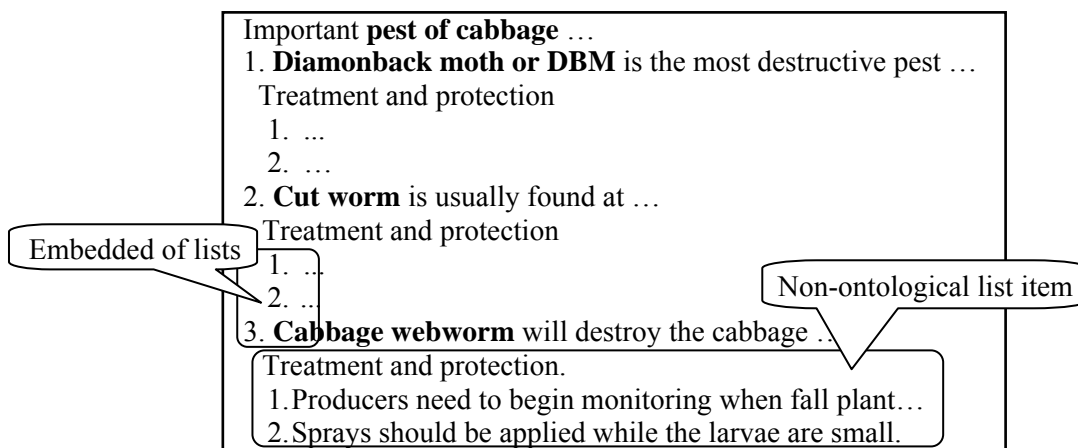 Important pest of cabbage …
1. Diamonback moth or DBM is the most destructive pest …
Treatment and protection
1. ...
2. …
2. Cut worm is usually found at …
Treatment and protection
1. ...
2. ...
3. Cabbage webworm will destroy the cabbage …
Treatment and protection.
1.Producers need to begin monitoring when fall plant…
2.Sprays should be applied while the larvae are small.
Embedded of lists
Non-ontological list item